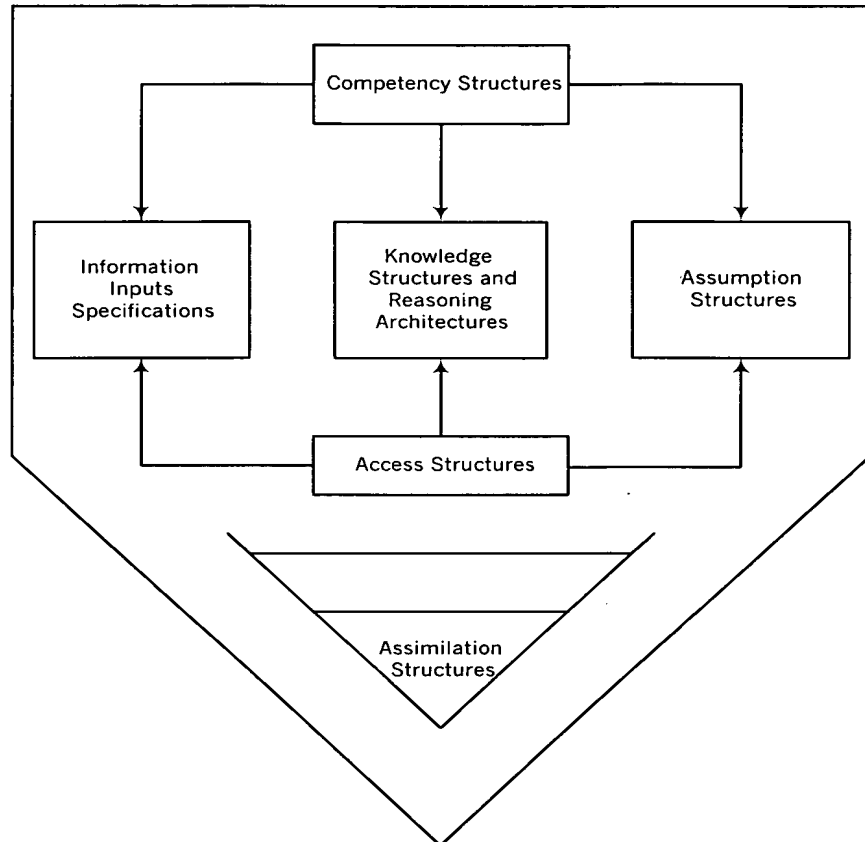 Competency Structures
Information
Inputs
Specifications
Knowledge
Structures and
Reasoning
Architectures
Assumption
Structures
Access Structures
Assimilation
Structures